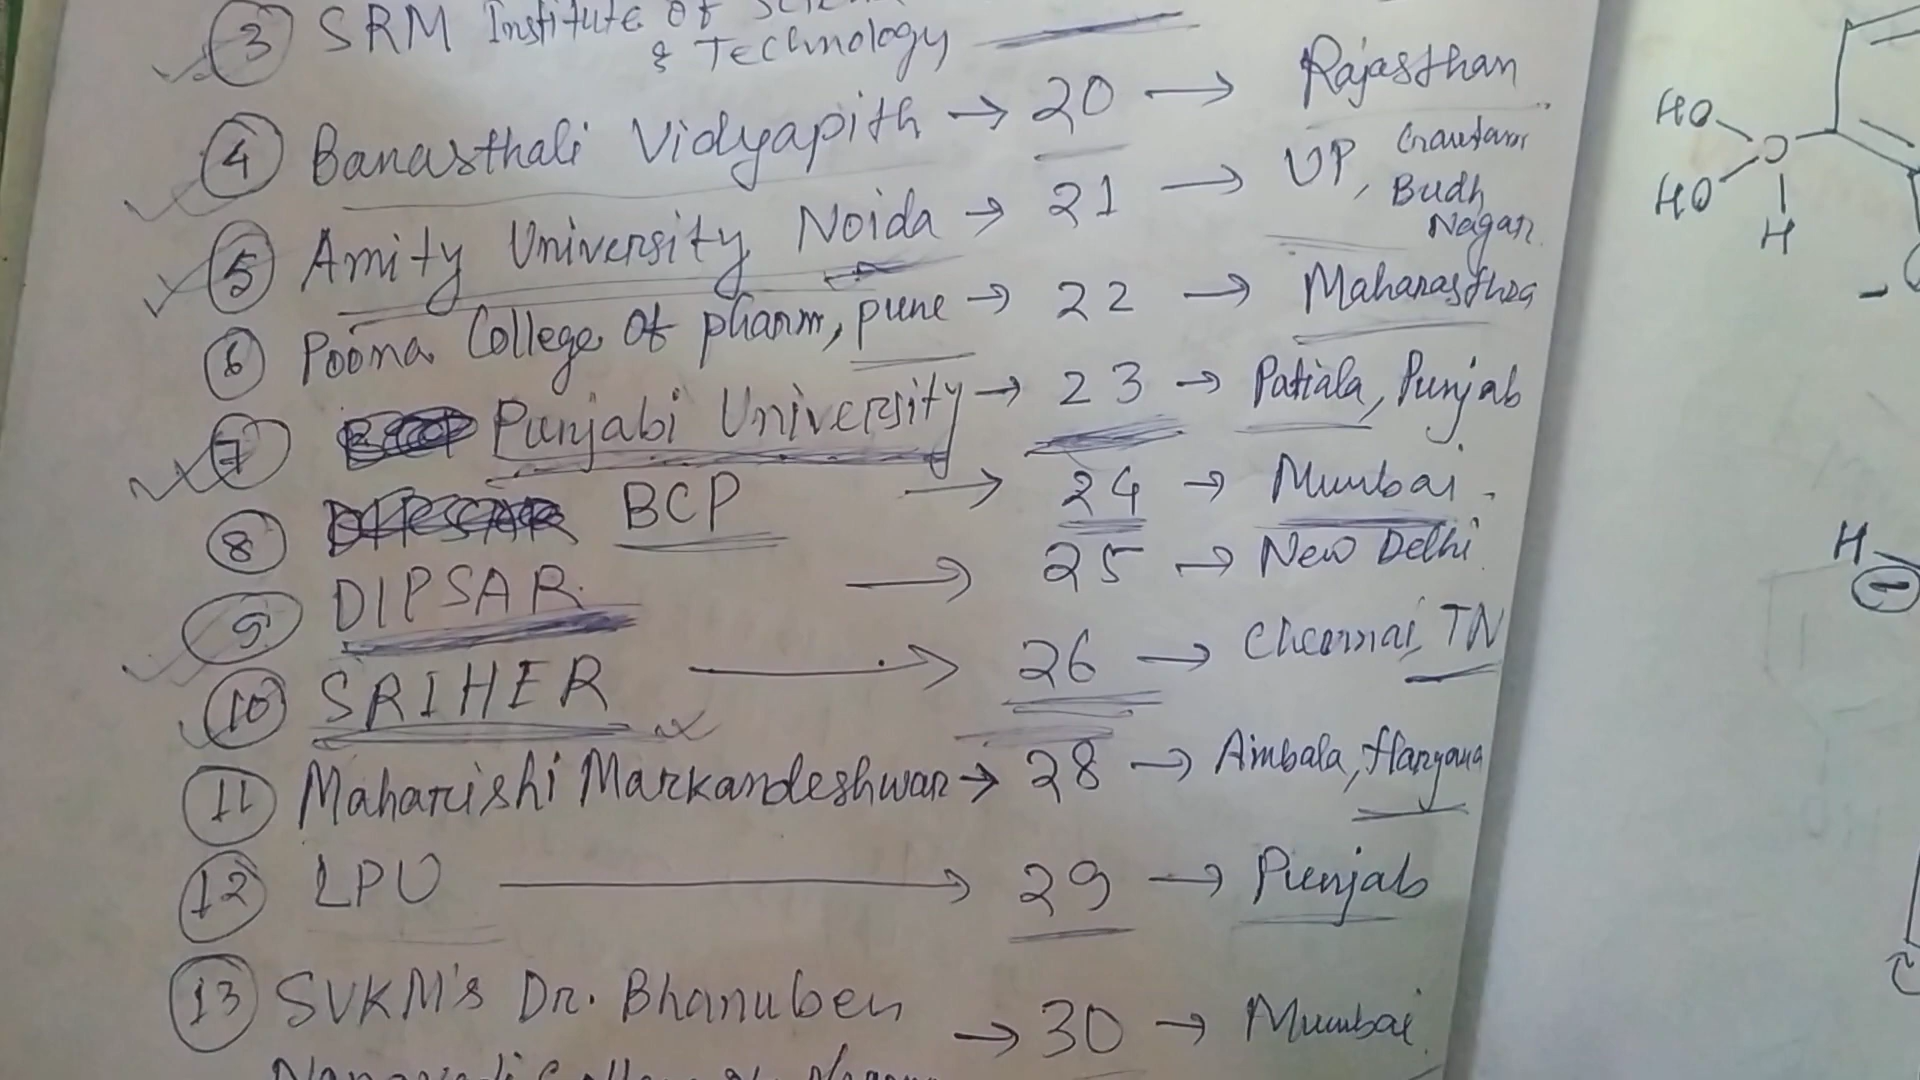 3 SRM Institute of
& Technology
4 Banasthali Vidyapith → 20 → Rajasthan
5 Amity University Noida → 21 → UP, Gautam
Budh
Nagar.
6 Poona College of pharm, pune → 22 → Maharasthra
7 Punjabi University → 23 → Patiala, Punjab
8 BCP → 24 → Mumbai.
9 DIPSAR → 25 → New Delhi
10 SRIHER → 26 → Chennai, TN
11 Maharishi Markandeshwar → 28 → Ambala, Haryana
12 LPU → 29 → Punjab
13 SVKM's Dr. Bhanuben → 30 → Mumbai
HO
HO
H
H